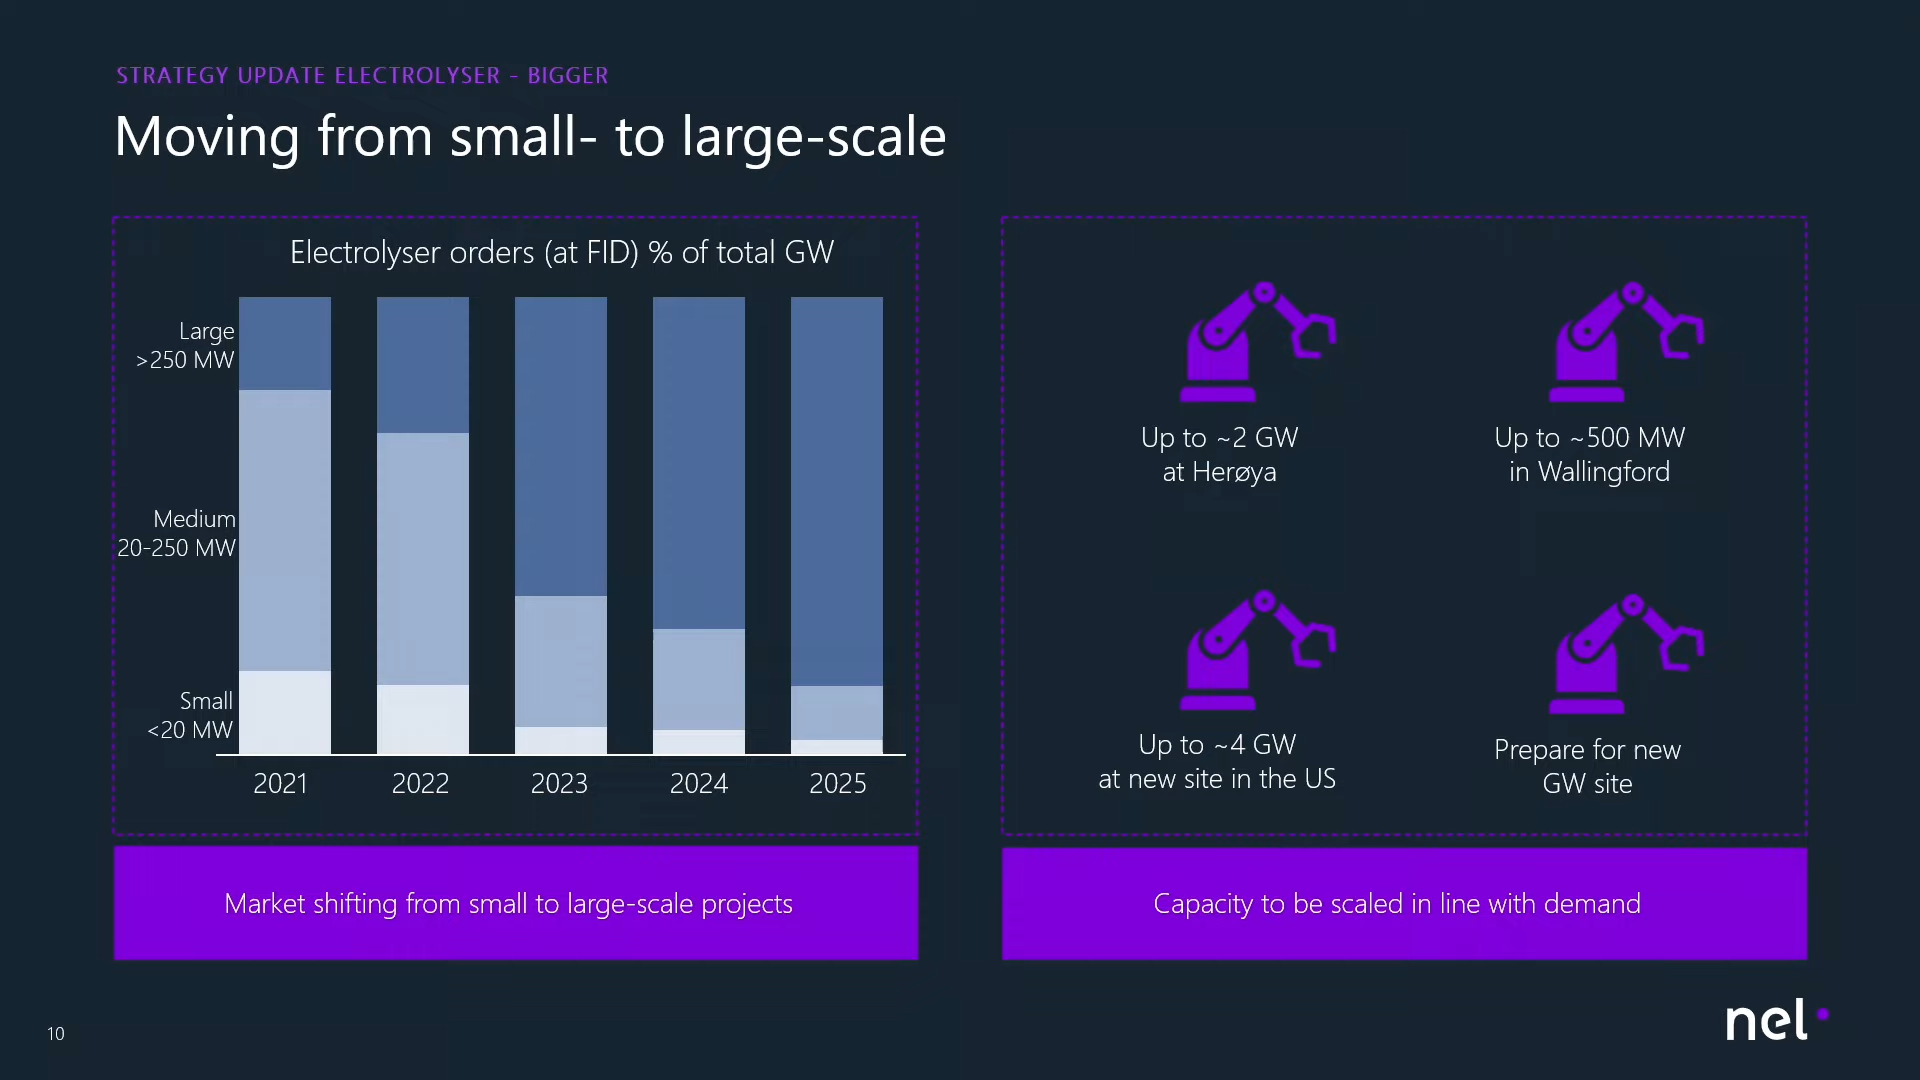 STRATEGY UPDATE ELECTROLYSER - BIGGER
Moving from small- to large-scale
Electrolyser orders (at FID) % of total GW
Large
>250 MW
Medium
20-250 MW
Small
<20 MW
2021
2022
2023
2024
2025
Market shifting from small to large-scale projects
Up to ~2 GW
at Herøya
Up to ~500 MW
in Wallingford
Up to ~4 GW
at new site in the US
Prepare for new
GW site
Capacity to be scaled in line with demand
10
nel